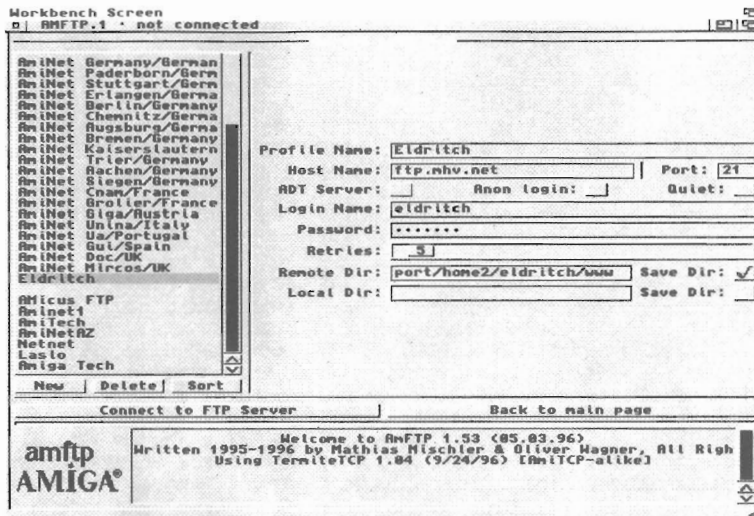 Workbench Screen
AMFTP.1 · not connected
AmiNet Germany/German
AmiNet Paderborn/Germ
AmiNet Stuttgart/Germ
AmiNet Erlangen/Germa
AmiNet Berlin/Germany
AmiNet Chemnitz/Germa
AmiNet Augsburg/Germa
AmiNet Bremen/Germany
AmiNet Kaiserslautern
AmiNet Trier/Germany
AmiNet Aachen/Germany
AmiNet Siegen/Germany
AmiNet Cnam/France
AmiNet Grolier/France
AmiNet Giga/Austria
AmiNet Unina/Italy
AmiNet Ua/Portugal
AmiNet Gui/Spain
AmiNet Doc/UK
AmiNet Mircos/UK
Eldritch
AMicus FTP
Aminet1
AmiTech
AmiNetAZ
Netnet
Laslo
Amiga Tech
New Delete Sort
Profile Name: Eldritch
Host Name: ftp.mhv.net Port: 21
ADT Server: Anon login: Quiet:
Login Name: eldritch
Password: •••••••
Retries: 5
Remote Dir: port/home2/eldritch/www Save Dir: ✓
Local Dir: Save Dir:
Connect to FTP Server Back to main page
amftp
AMIGA®
Welcome to AmFTP 1.53 (05.03.96)
Written 1995-1996 by Mathias Mischler & Oliver Wagner, All Righ
Using TermiteTCP 1.04 (9/24/96) [AmiTCP-alike]